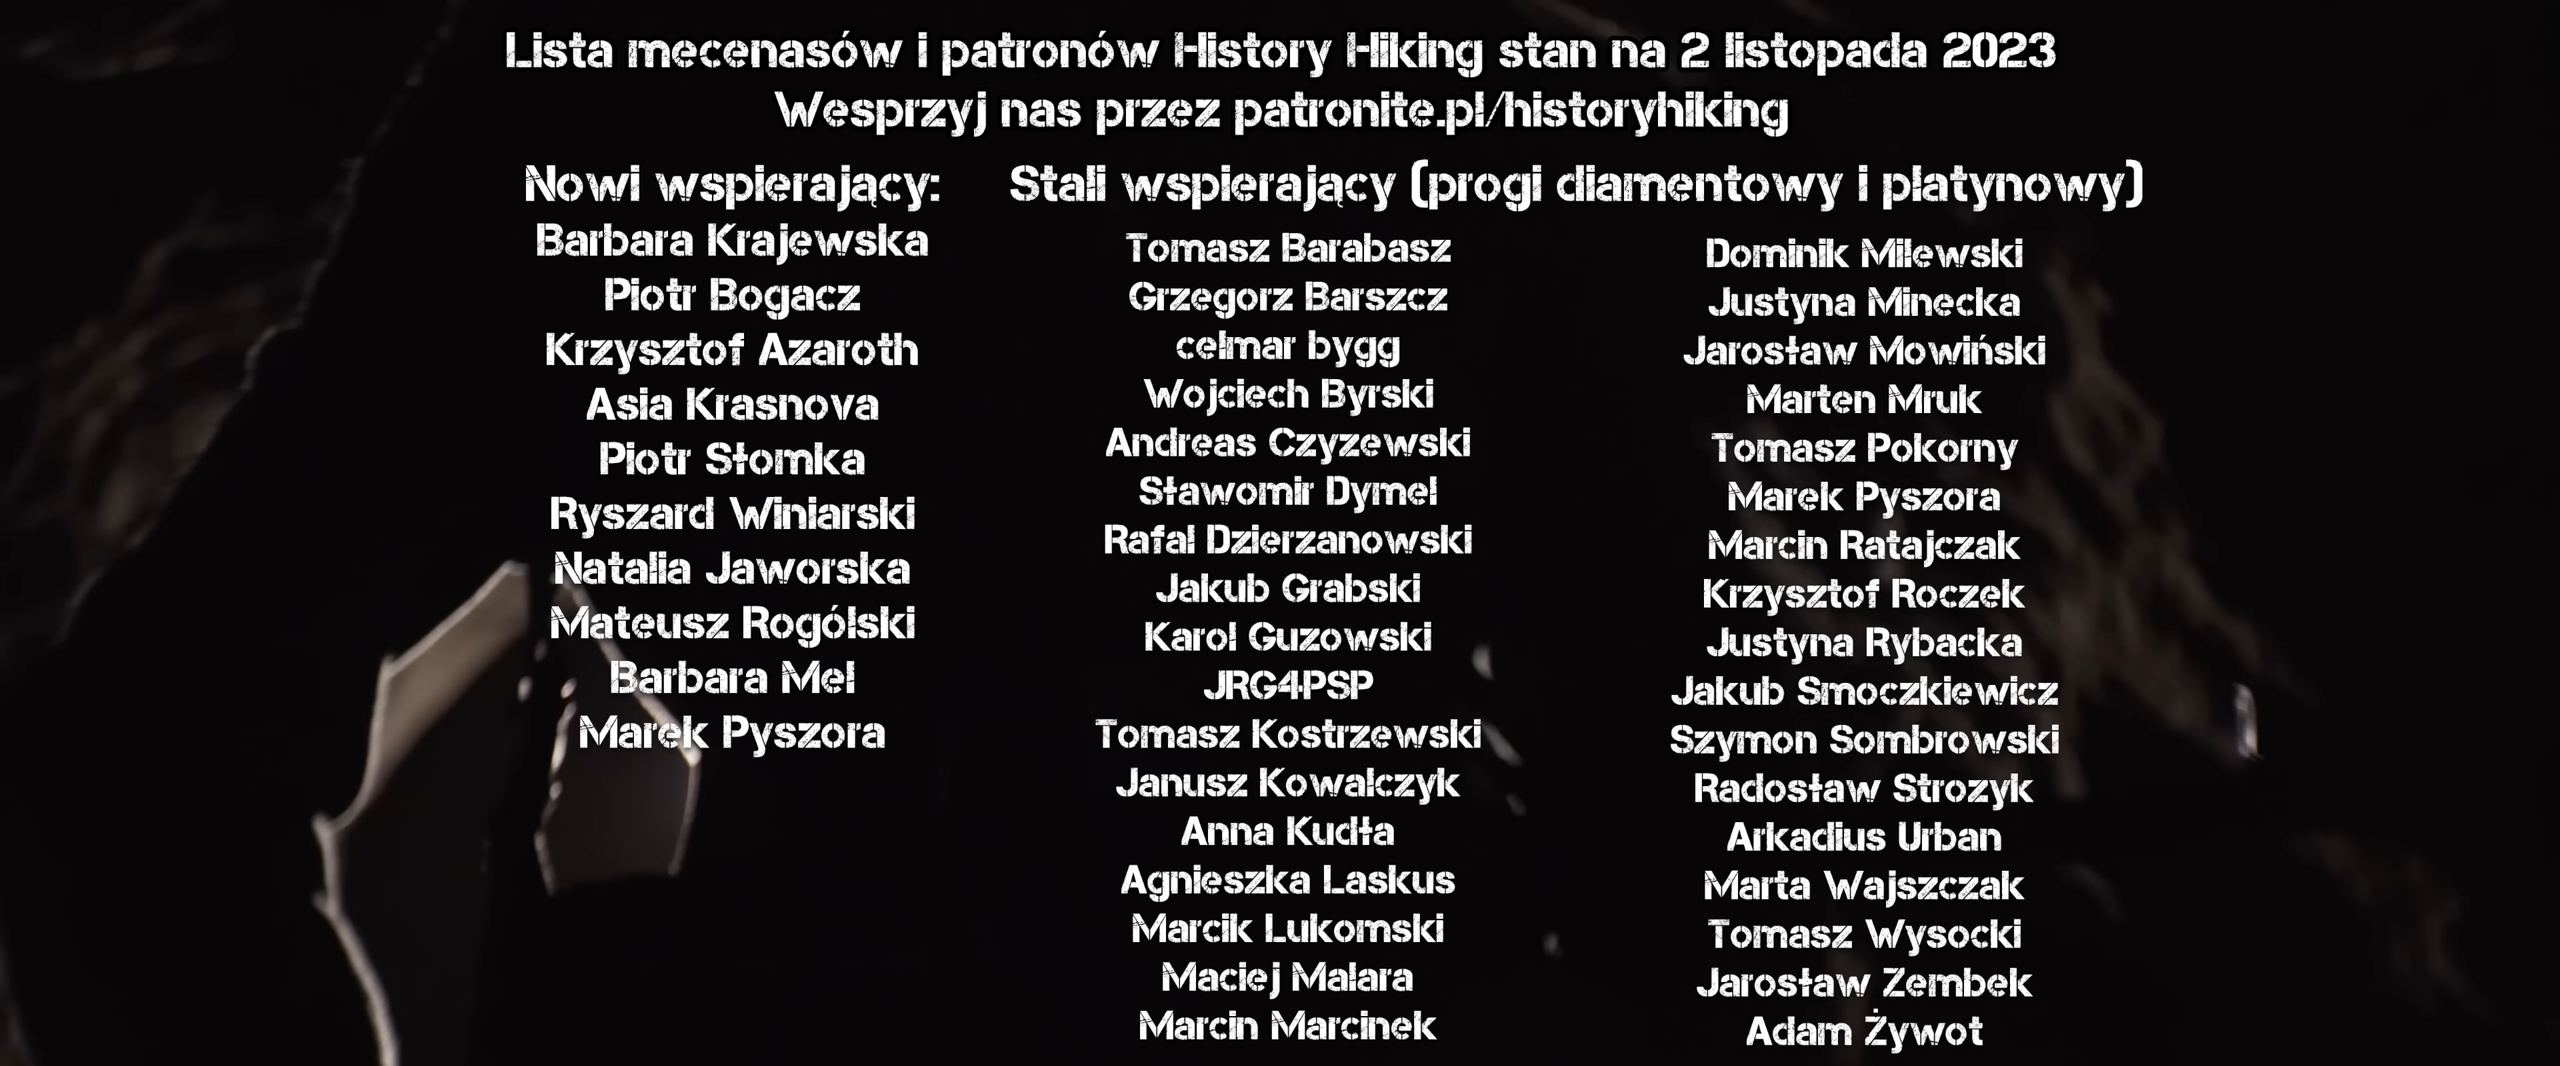 Lista mecenasów i patronów History Hiking stan na 2 listopada 2023
Wesprzyj nas przez patronite.pl/historyhiking
Nowi wspierający:
Barbara Krajewska
Piotr Bogacz
Krzysztof Azaroth
Asia Krasnova
Piotr Słomka
Ryszard Winiarski
Natalia Jaworska
Mateusz Rogólski
Barbara Mel
Marek Pyszora
Stali wspierający (progi diamentowy i platynowy)
Tomasz Barabasz
Grzegorz Barszcz
celmar bygg
Wojciech Byrski
Andreas Czyzewski
Sławomir Dymel
Rafal Dzierzanowski
Jakub Grabski
Karol Guzowski
JRG4PSP
Tomasz Kostrzewski
Janusz Kowalczyk
Anna Kudła
Agnieszka Laskus
Marcik Lukomski
Maciej Malara
Marcin Marcinek
Dominik Milewski
Justyna Minecka
Jarosław Mowiński
Marten Mruk
Tomasz Pokorny
Marek Pyszora
Marcin Ratajczak
Krzysztof Roczek
Justyna Rybacka
Jakub Smoczkiewicz
Szymon Sombrowski
Radosław Strozyk
Arkadius Urban
Marta Wajszczak
Tomasz Wysocki
Jarosław Zembek
Adam Żywot